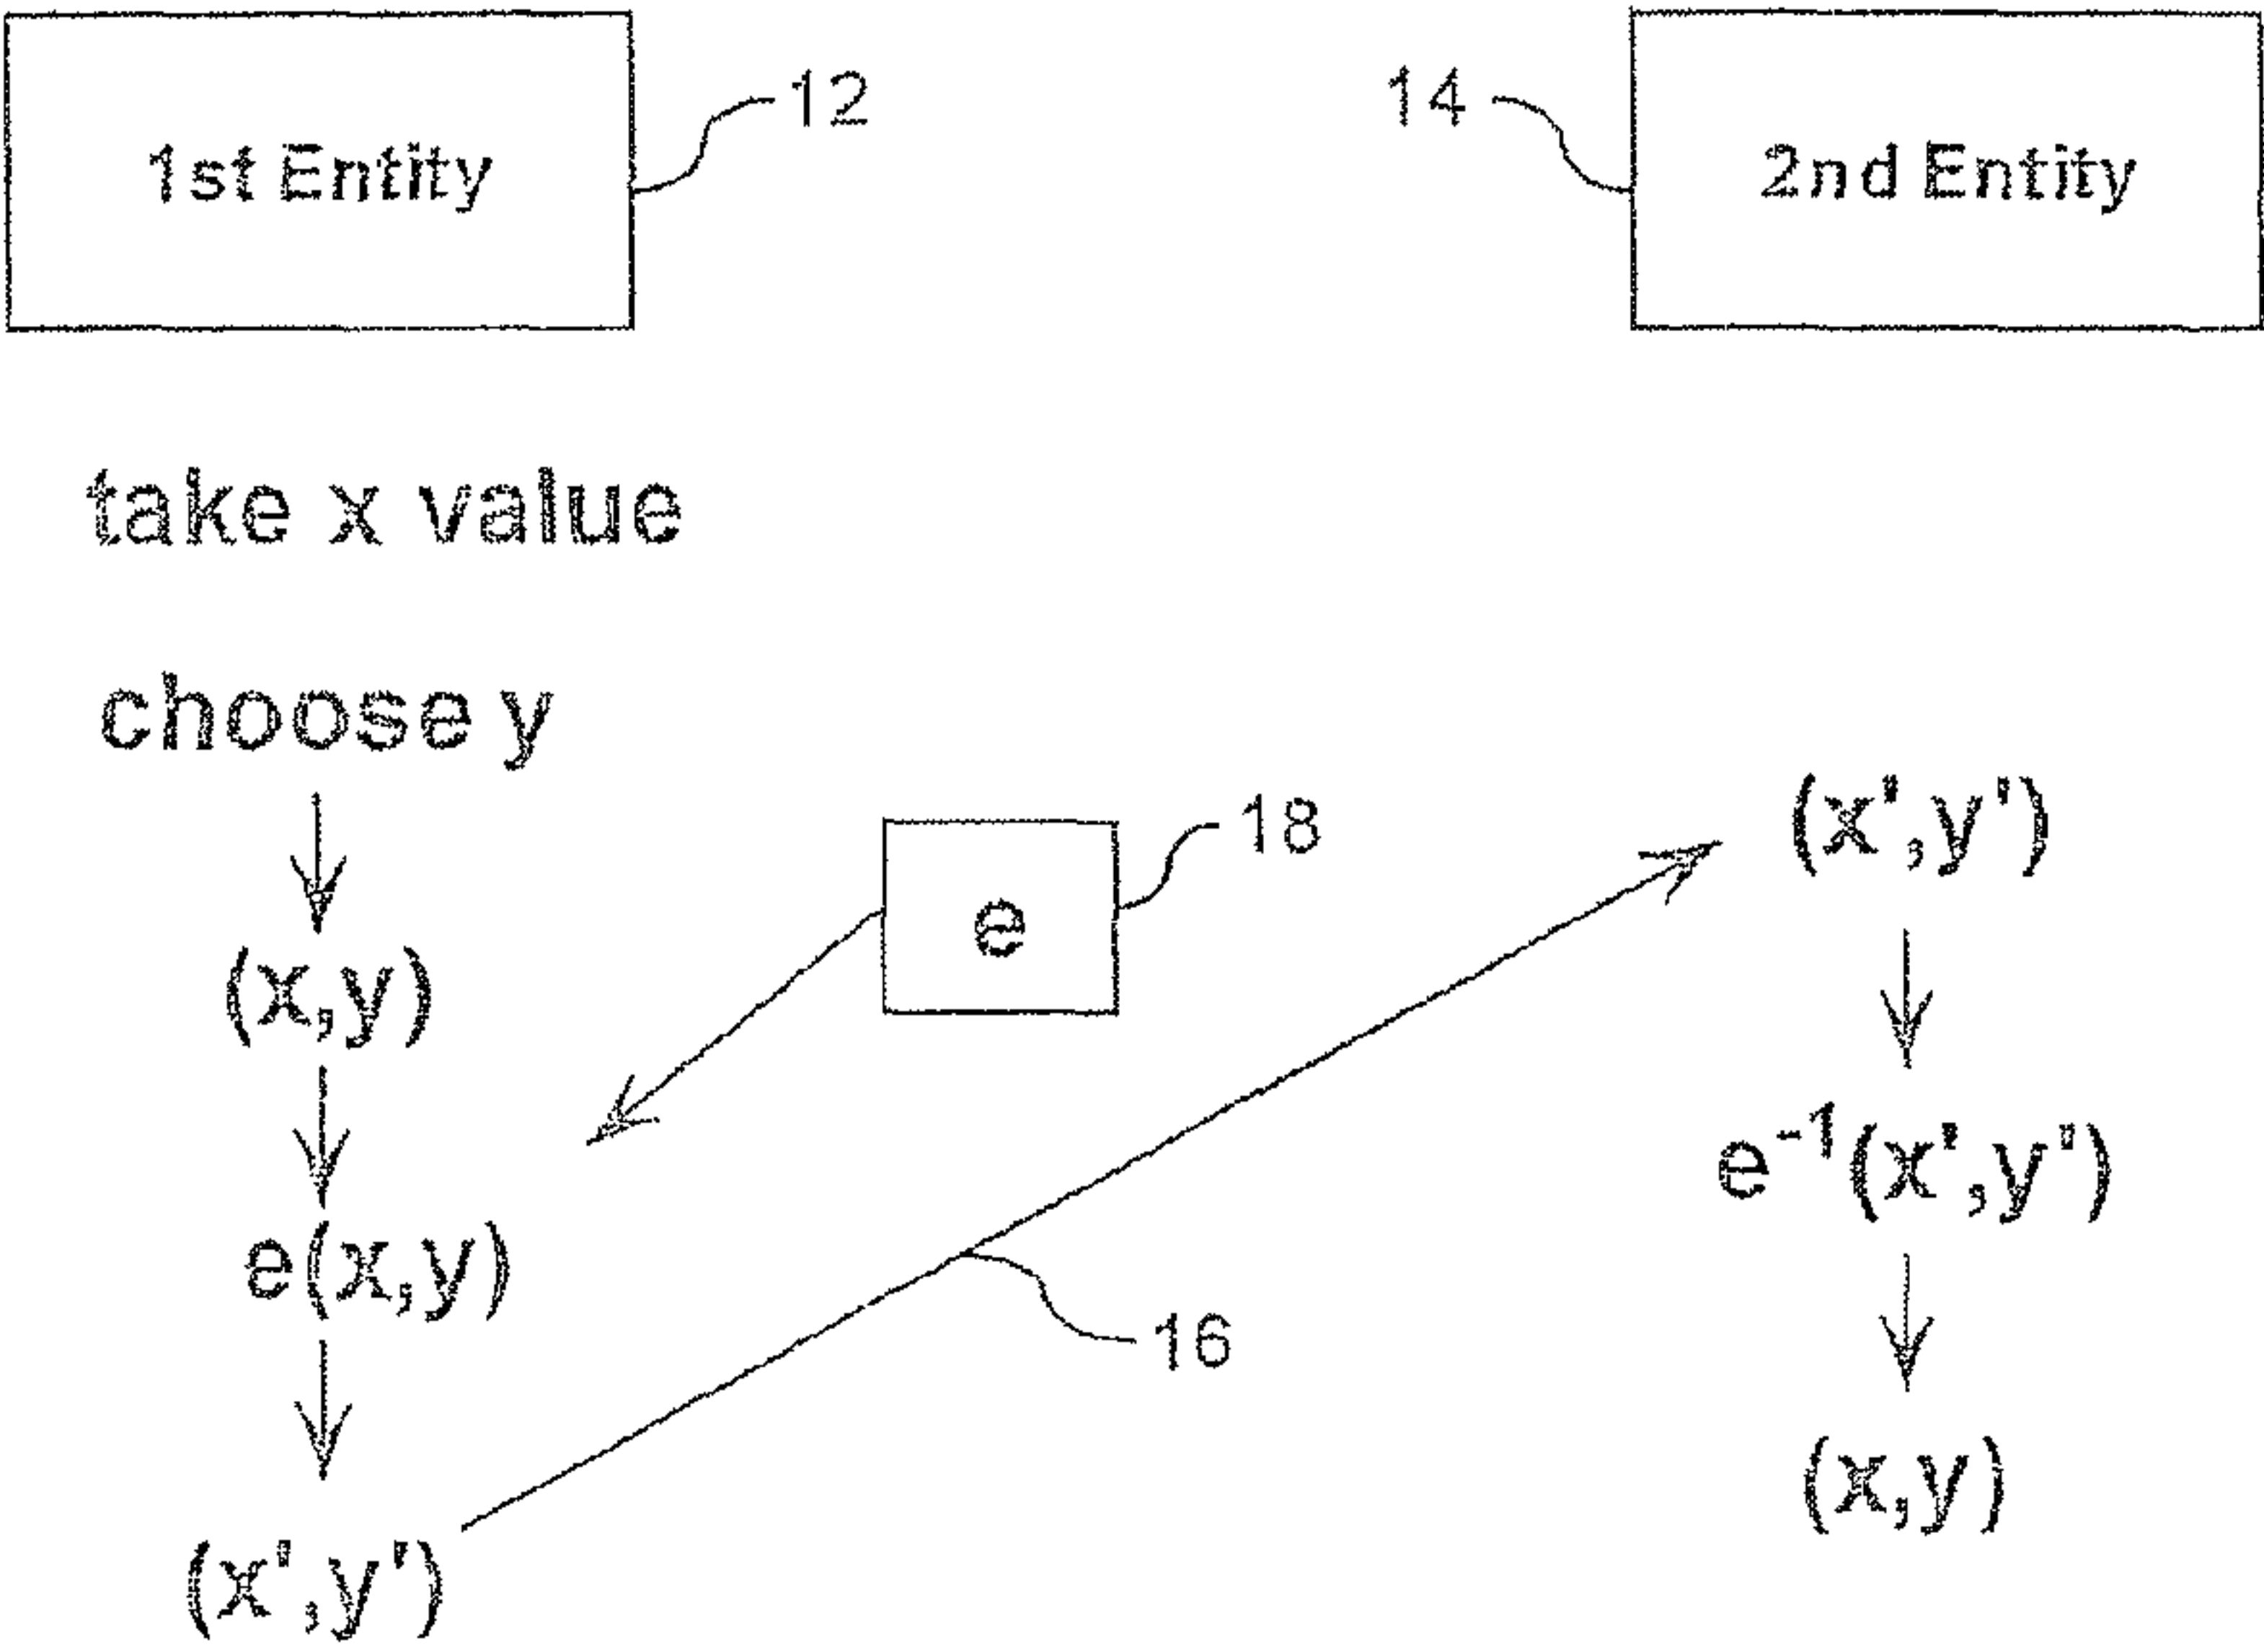 1st Entity
12
14
2nd Entity
take x value
choose y
(x,y)
e(x,y)
(x',y')
e
18
16
(x',y')
e⁻¹(x',y')
(x,y)